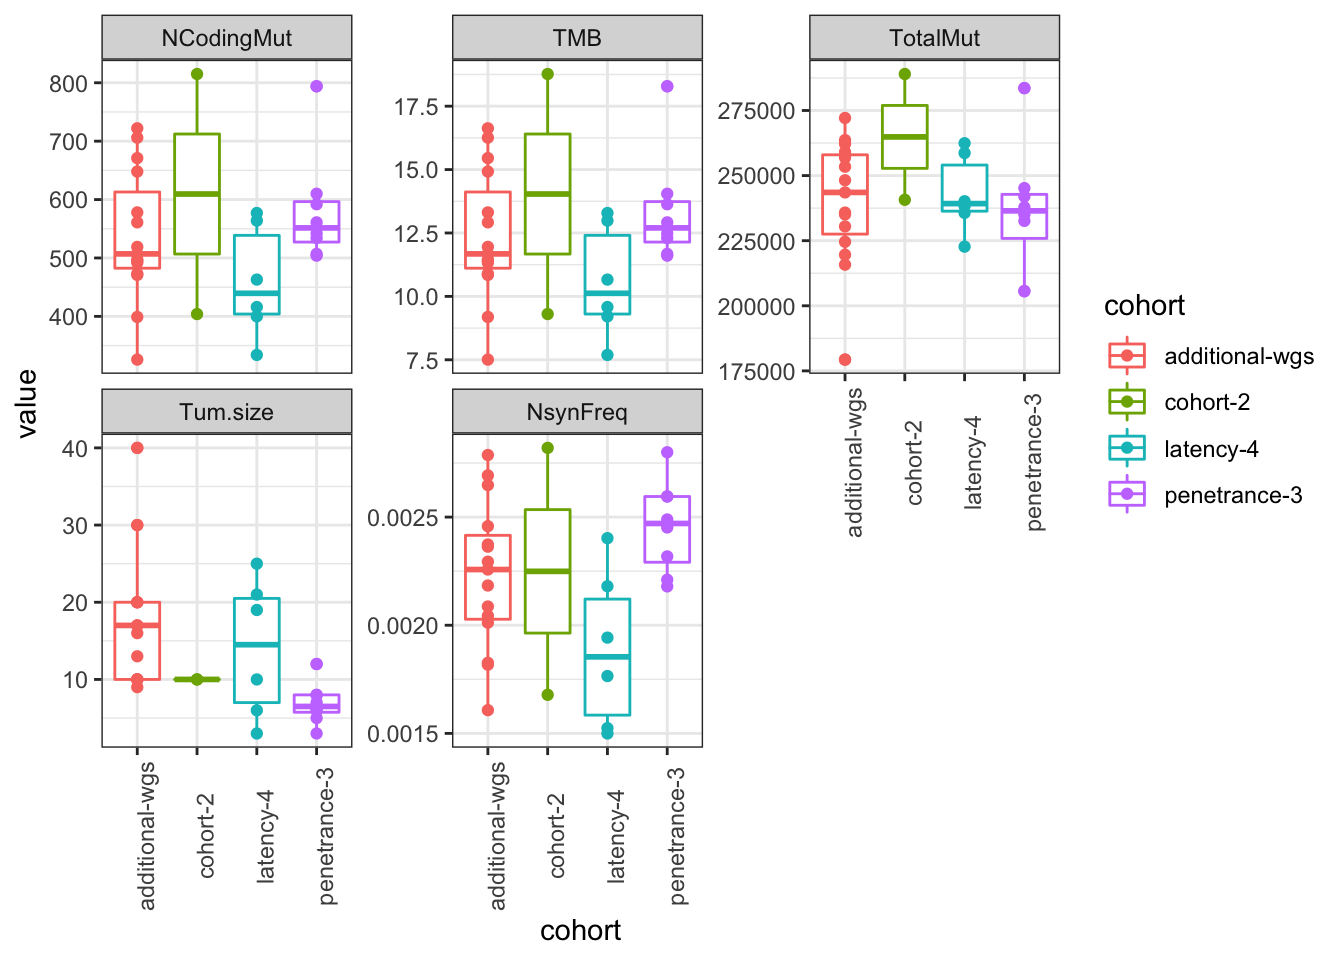 NCodingMut
TMB
TotalMut
800
700
600
500
400
17.5
15.0
12.5
10.0
7.5
275000
250000
225000
200000
175000
value
Tum.size
NsynFreq
additional-wgs
cohort-2
latency-4
penetrance-3
40
30
20
10
0.0025
0.0020
0.0015
additional-wgs
cohort-2
latency-4
penetrance-3
additional-wgs
cohort-2
latency-4
penetrance-3
cohort
cohort
additional-wgs
cohort-2
latency-4
penetrance-3